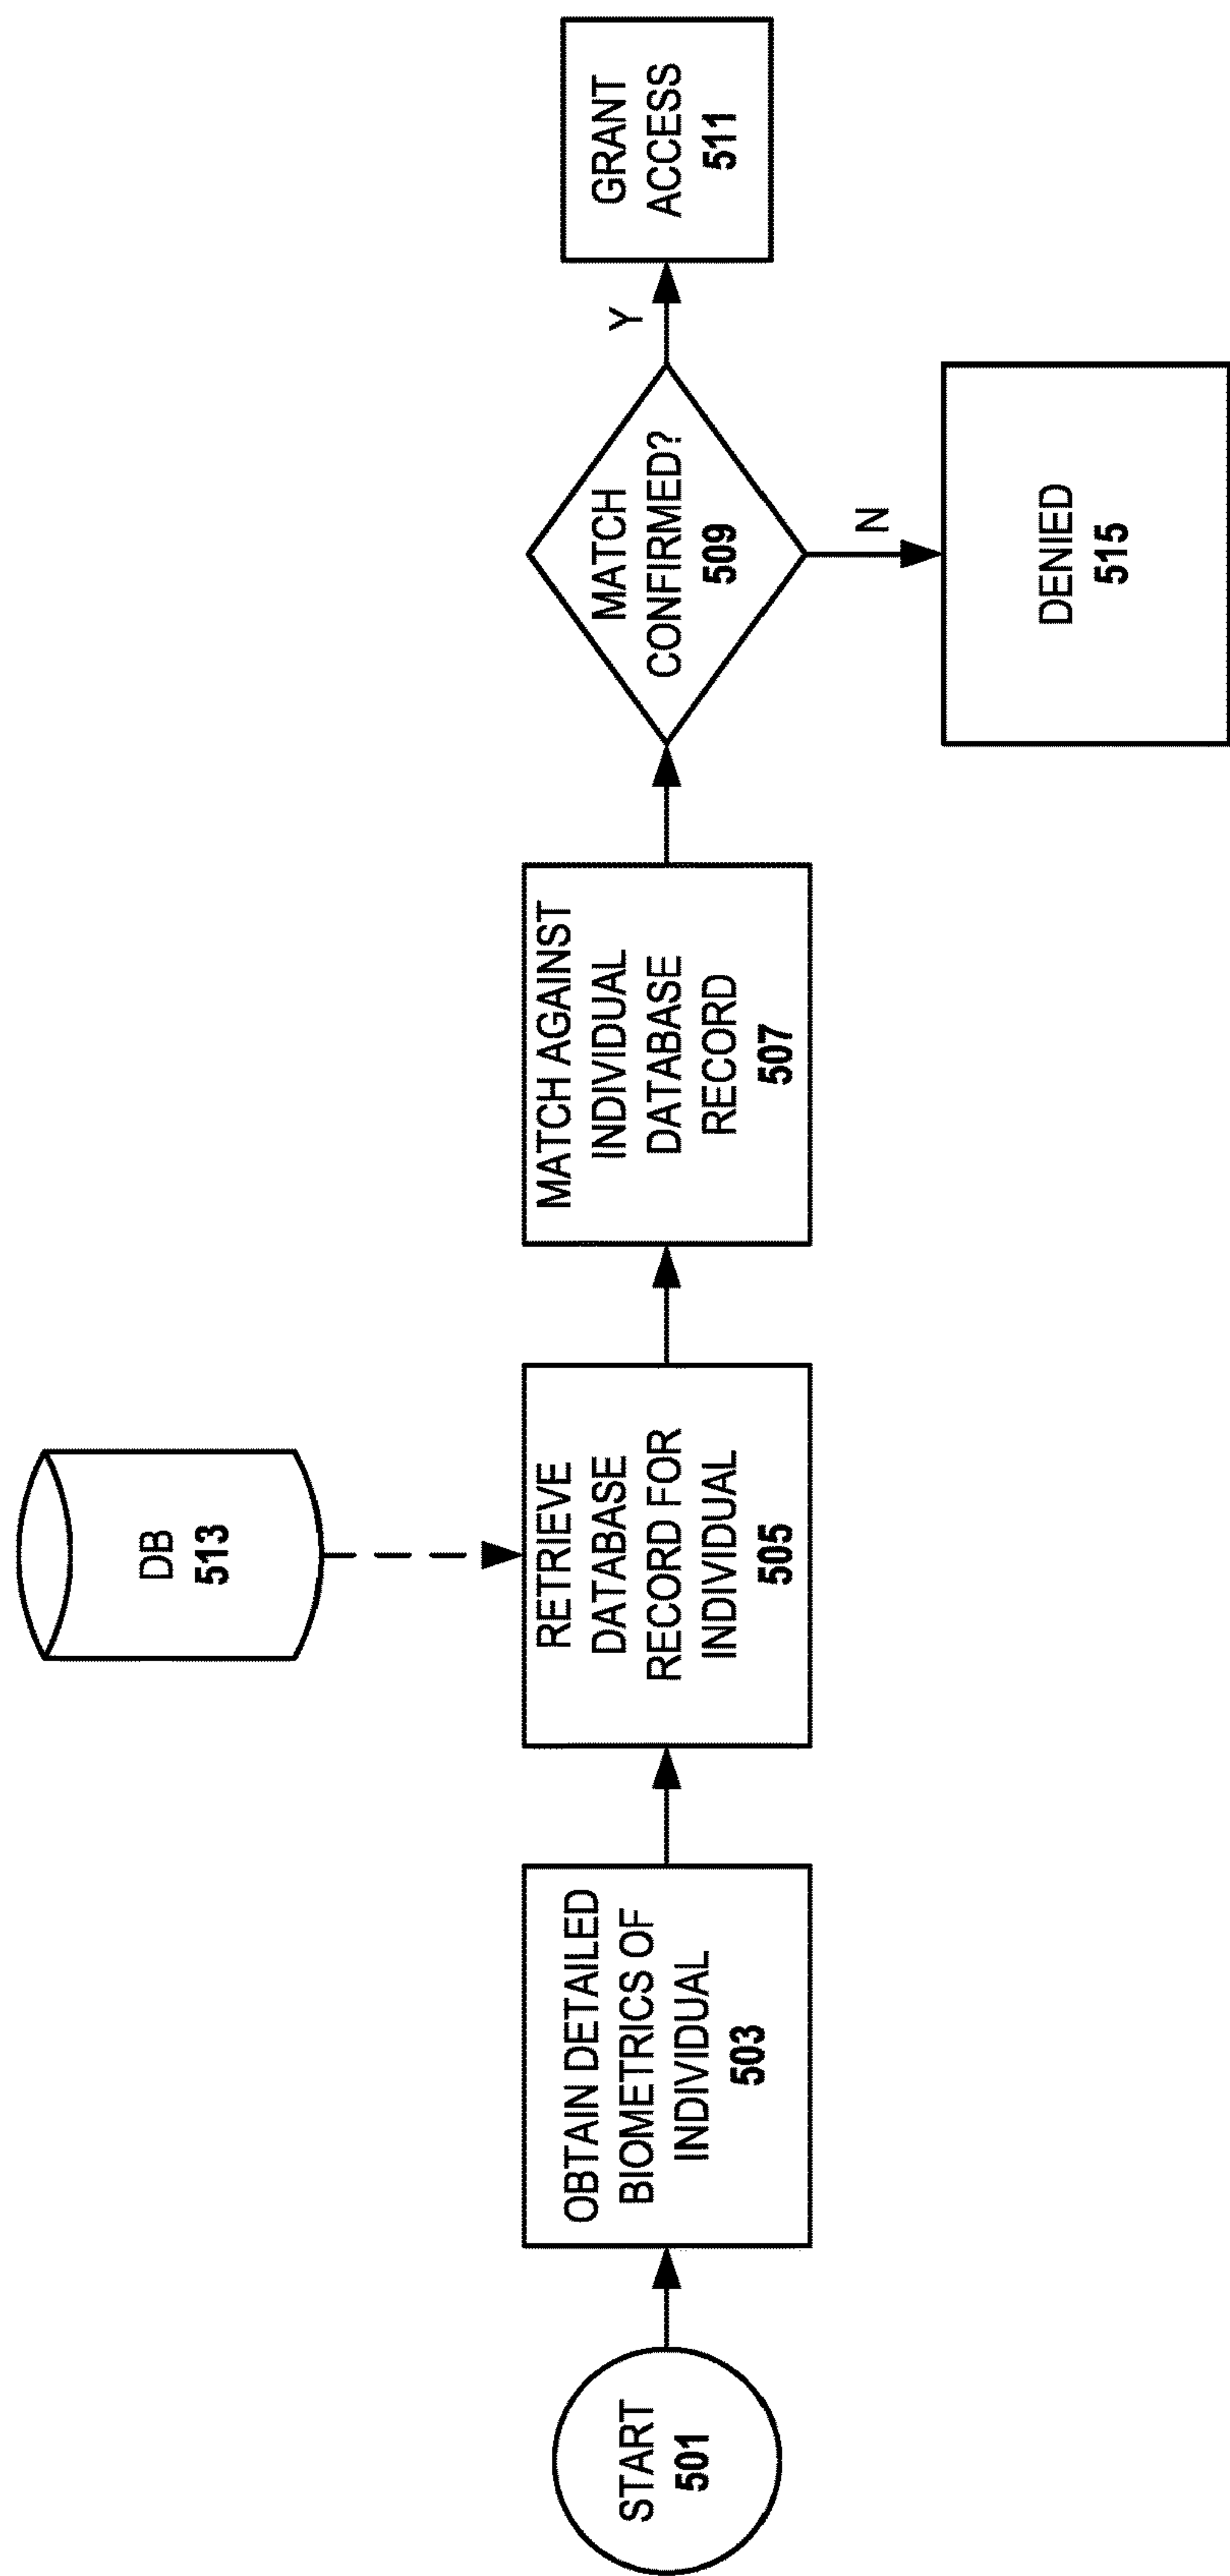 START
501
OBTAIN DETAILED
BIOMETRICS OF
INDIVIDUAL
503
DB
513
RETRIEVE
DATABASE
RECORD FOR
INDIVIDUAL
505
MATCH AGAINST
INDIVIDUAL
DATABASE
RECORD
507
MATCH
CONFIRMED?
509
Y
GRANT
ACCESS
511
N
DENIED
515